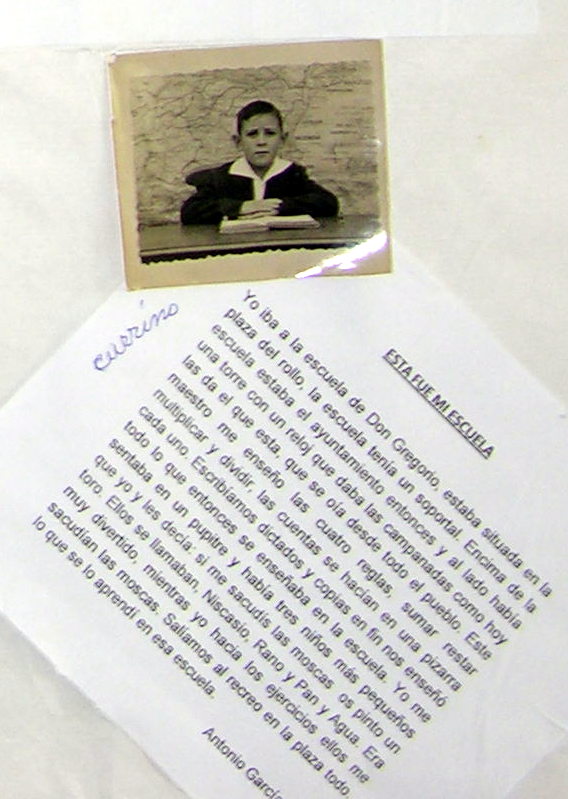 currino
ESTA FUE MI ESCUELA
Yo iba a la escuela de Don Gregorio, estaba situada en la
plaza del rollo, la escuela tenía un soportal. Encima de la
escuela estaba el ayuntamiento entonces y al lado había
una torre con un reloj que daba las campanadas como hoy
las da el que esta, que se oía desde todo el pueblo. Este
maestro me enseño las cuatro reglas, sumar restar
multiplicar y dividir, las cuentas se hacían en una pizarra
cada uno. Escribíamos dictados y copias en fin nos enseñó
todo lo que entonces se enseñaba en la escuela. Yo me
sentaba en un pupitre y había tres niños más pequeños
que yo y les decía: si me sacudís las moscas os pinto un
toro. Ellos se llamaban, Niscasio, Rano y Pan y Agua. Era
muy divertido, mientras yo hacía los ejercicios ellos me
sacudían las moscas. Salíamos al recreo en la plaza todo
lo que se lo aprendí en esa escuela.
Antonio García